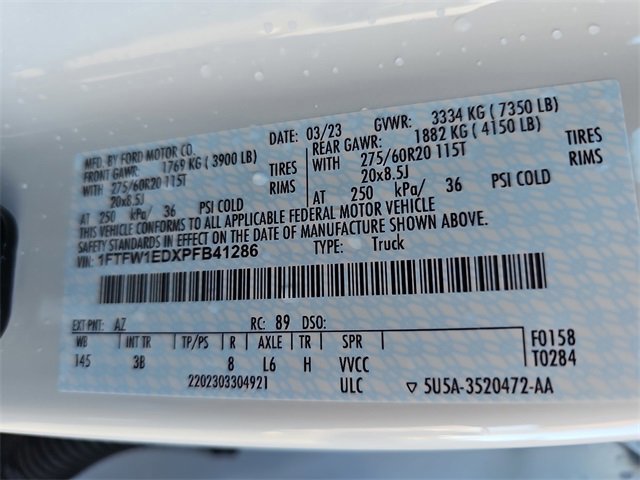 MFD. BY FORD MOTOR CO.
DATE: 03/23 GVWR: 3334 KG ( 7350 LB)
FRONT GAWR: 1769 KG ( 3900 LB)
WITH 275/60R20 115T TIRES
20x8.5J RIMS
AT 250 kPa/ 36 PSI COLD
REAR GAWR: 1882 KG ( 4150 LB)
WITH 275/60R20 115T TIRES
20x8.5J RIMS
AT 250 kPa/ 36 PSI COLD
THIS VEHICLE CONFORMS TO ALL APPLICABLE FEDERAL MOTOR VEHICLE
SAFETY STANDARDS IN EFFECT ON THE DATE OF MANUFACTURE SHOWN ABOVE.
VIN: 1FTFW1EDXPFB41286 TYPE: Truck
EXT PNT: AZ RC: 89 DSO:
WB INT TR TP/PS R AXLE TR SPR
145 3B 8 L6 H VVCC
F0158
T0284
2202303304921 ULC ▽ 5U5A-3520472-AA